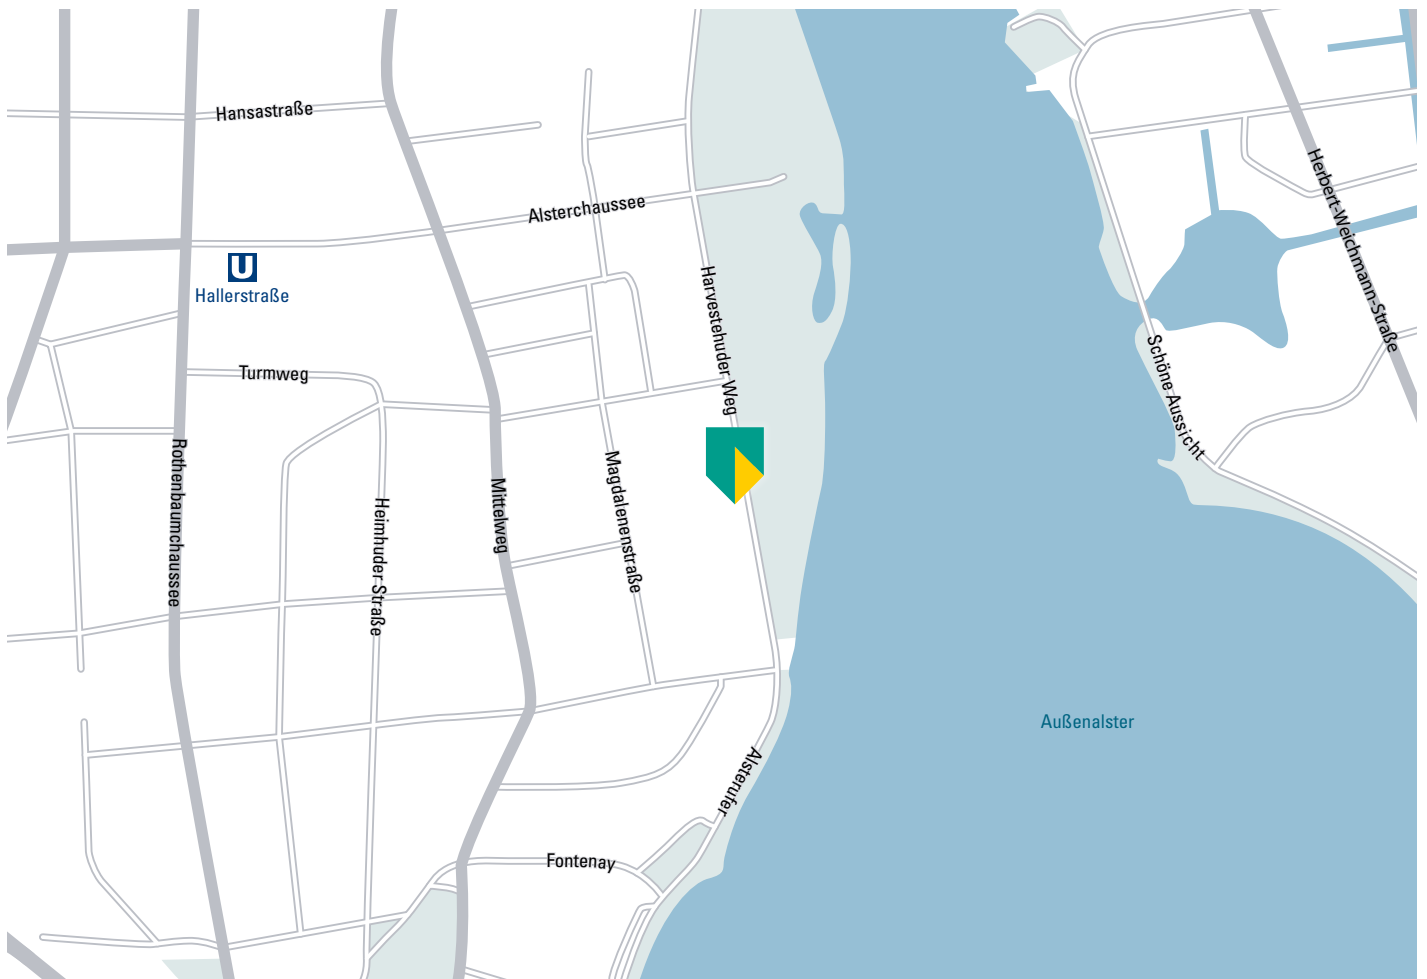 Hansastraße
Alsterchaussee
U
Hallerstraße
Turmweg
Harvestehuder Weg
Herbert-Weichmann-Straße
Schöne Aussicht
Rothenbaumchaussee
Heimhuder Straße
Mittelweg
Magdalenenstraße
Außenalster
Alsterufer
Fontenay